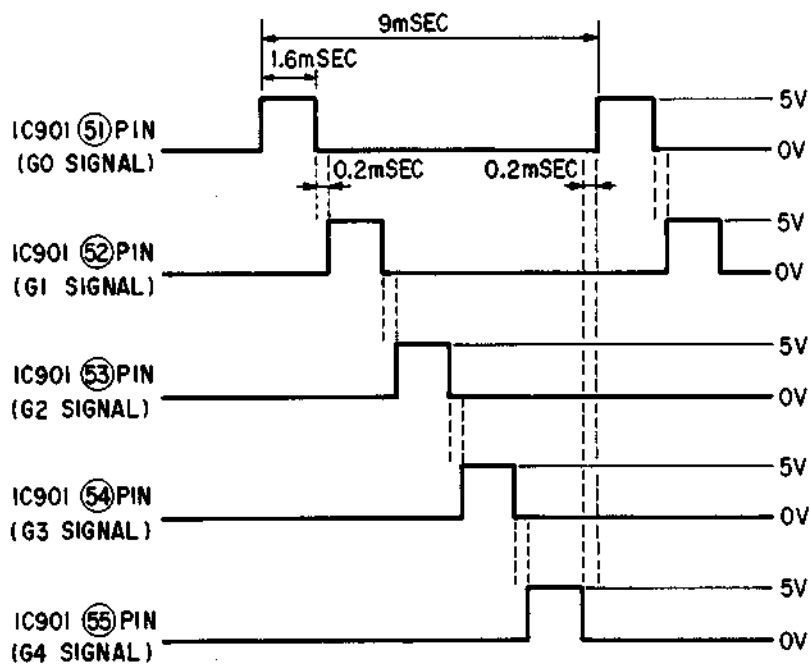 9mSEC
1.6mSEC
IC901 51 PIN
(G0 SIGNAL)
5V
0V
0.2mSEC
0.2mSEC
IC901 52 PIN
(G1 SIGNAL)
5V
0V
IC901 53 PIN
(G2 SIGNAL)
5V
0V
IC901 54 PIN
(G3 SIGNAL)
5V
0V
IC901 55 PIN
(G4 SIGNAL)
5V
0V